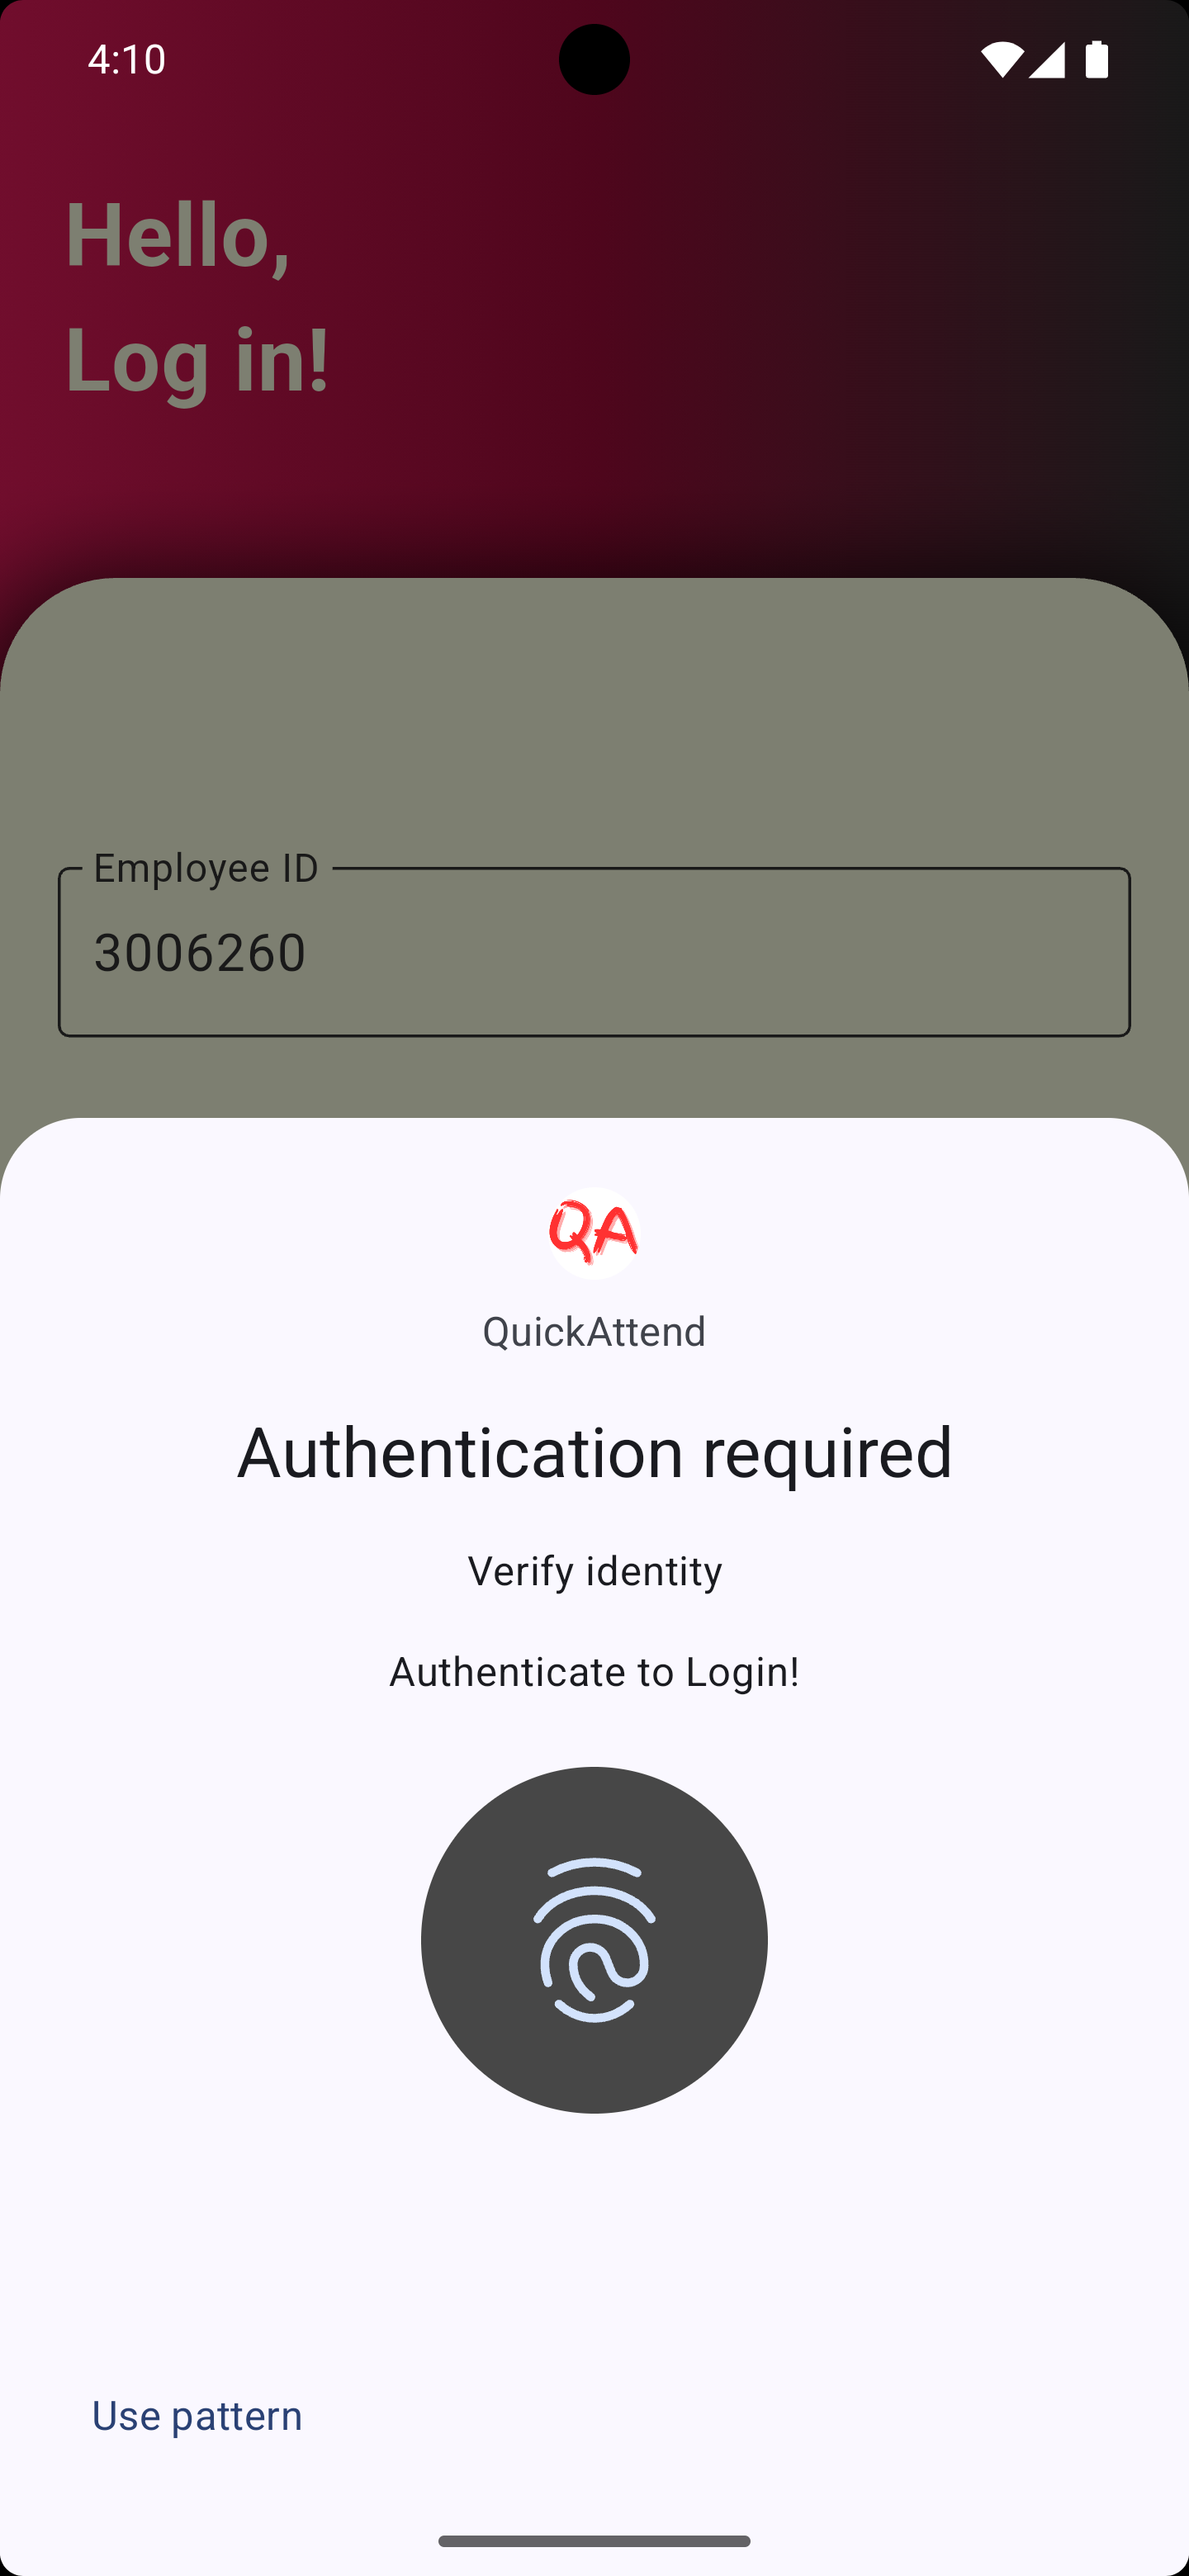 4:10
Hello,
Log in!
Employee ID
3006260
QA
QuickAttend
Authentication required
Verify identity
Authenticate to Login!
Use pattern